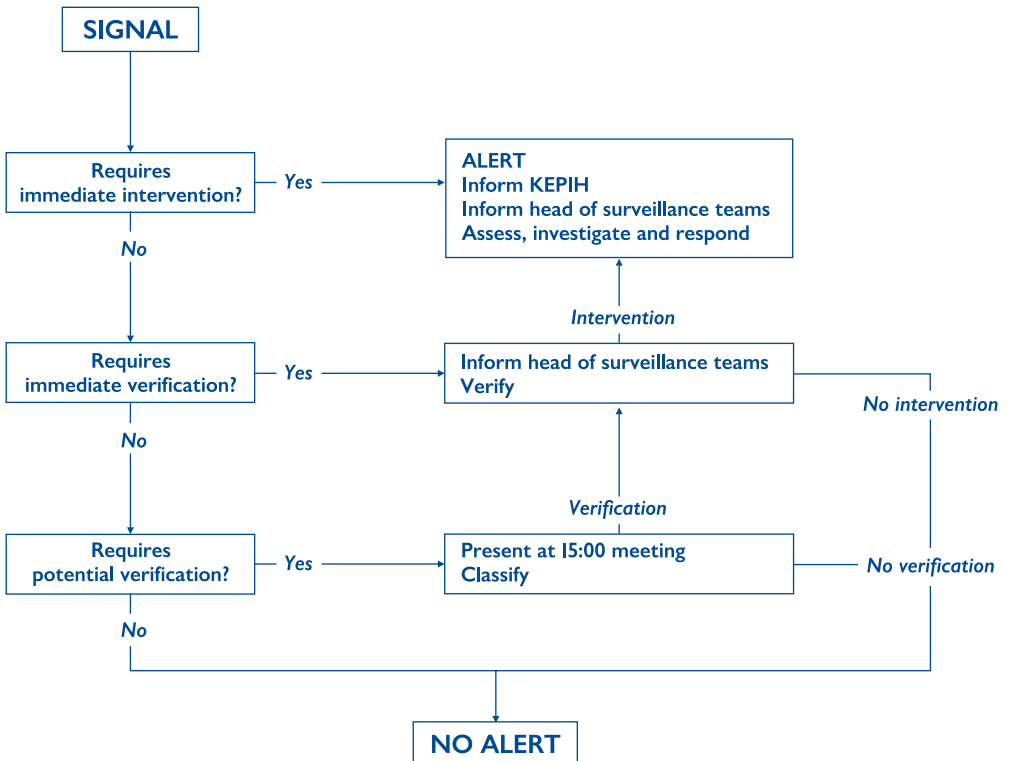 SIGNAL
Requires
immediate intervention?
Yes
ALERT
Inform KEPIH
Inform head of surveillance teams
Assess, investigate and respond
No
Intervention
Requires
immediate verification?
Yes
Inform head of surveillance teams
Verify
No intervention
No
Verification
Requires
potential verification?
Yes
Present at 15:00 meeting
Classify
No verification
No
NO ALERT